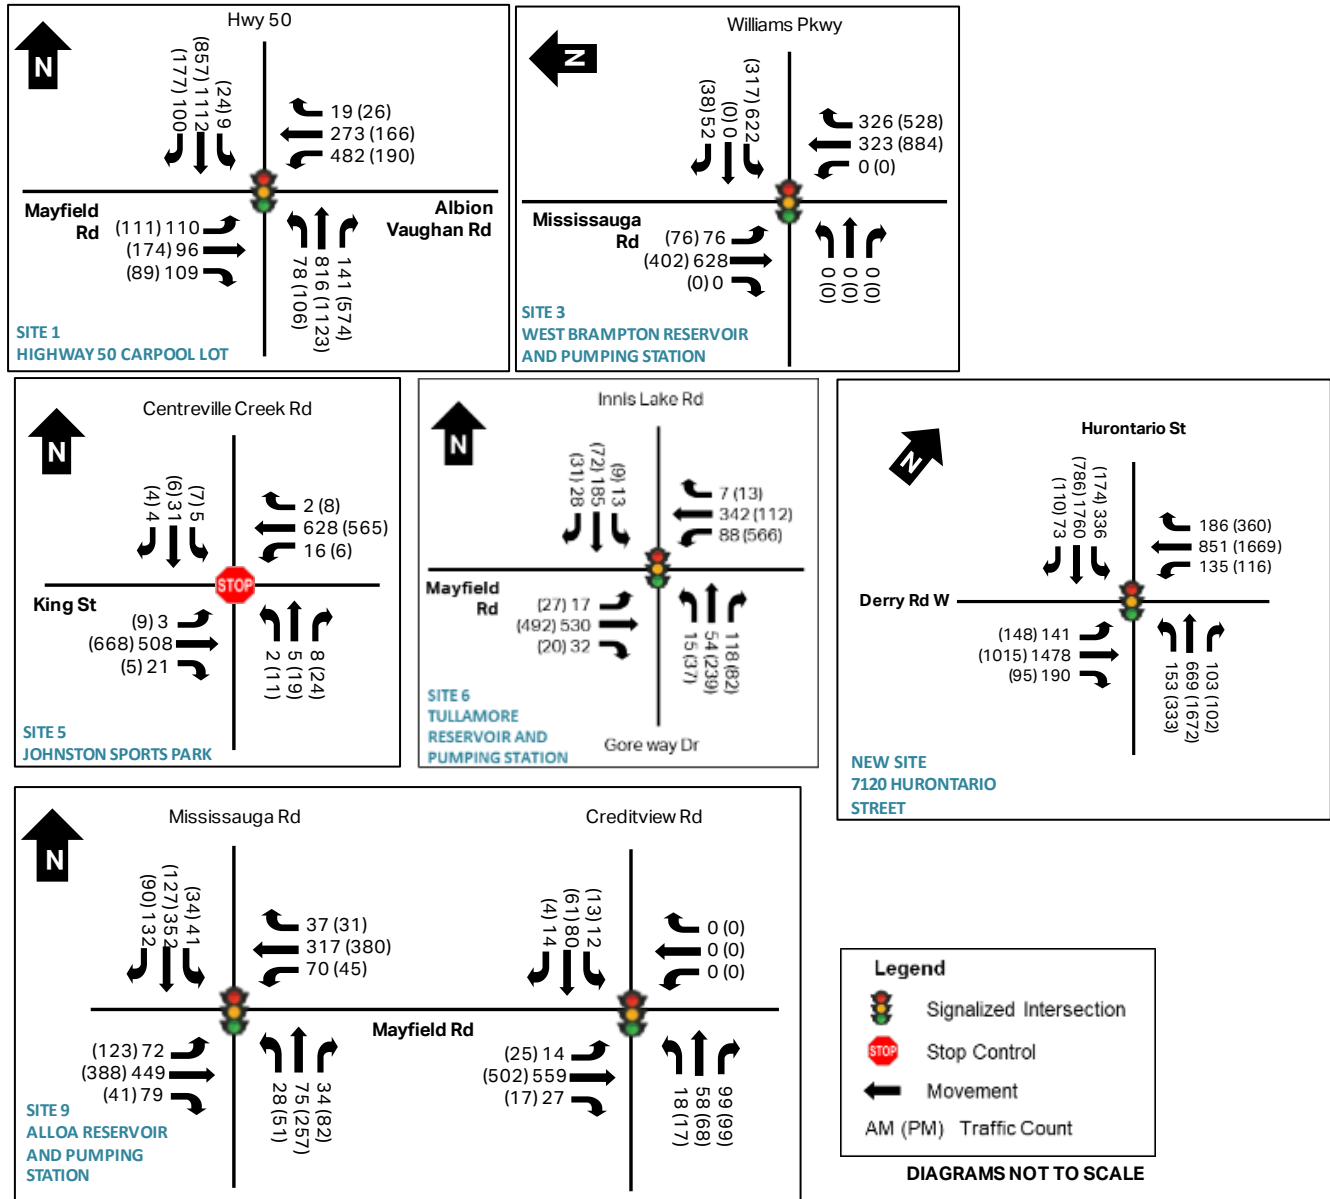 Hwy 50
N
(177) 100
(857) 1112
(24) 9
19 (26)
273 (166)
482 (190)
Mayfield
Rd
Albion
Vaughan Rd
(111) 110
(174) 96
(89) 109
78 (106)
816 (1123)
141 (574)
SITE 1
HIGHWAY 50 CARPOOL LOT
Williams Pkwy
N
(38) 52
(0) 0
(317) 622
326 (528)
323 (884)
0 (0)
Mississauga
Rd
(76) 76
(402) 628
(0) 0
0 (0)
0 (0)
0 (0)
SITE 3
WEST BRAMPTON RESERVOIR
AND PUMPING STATION
Centreville Creek Rd
N
(4) 4
(6) 31
(7) 5
2 (8)
628 (565)
16 (6)
STOP
King St
(9) 3
(668) 508
(5) 21
2 (11)
5 (19)
8 (24)
SITE 5
JOHNSTON SPORTS PARK
Innis Lake Rd
N
(31) 28
(72) 185
(9) 13
7 (13)
342 (112)
88 (566)
Mayfield
Rd
(27) 17
(492) 530
(20) 32
15 (37)
54 (239)
118 (82)
SITE 6
TULLAMORE
RESERVOIR AND
PUMPING STATION
Gore way Dr
Hurontario St
N
(110) 73
(786) 1760
(174) 336
186 (360)
851 (1669)
135 (116)
Derry Rd W
(148) 141
(1015) 1478
(95) 190
153 (333)
669 (1672)
103 (102)
NEW SITE
7120 HURONTARIO
STREET
Mississauga Rd
Creditview Rd
N
(90) 132
(127) 352
(34) 41
37 (31)
317 (380)
70 (45)
(4) 14
(61) 80
(13) 12
0 (0)
0 (0)
0 (0)
Mayfield Rd
(123) 72
(388) 449
(41) 79
28 (51)
75 (257)
34 (82)
(25) 14
(502) 559
(17) 27
18 (17)
58 (68)
99 (99)
SITE 9
ALLOA RESERVOIR
AND PUMPING
STATION
Legend
Signalized Intersection
STOP Stop Control
Movement
AM (PM) Traffic Count
DIAGRAMS NOT TO SCALE